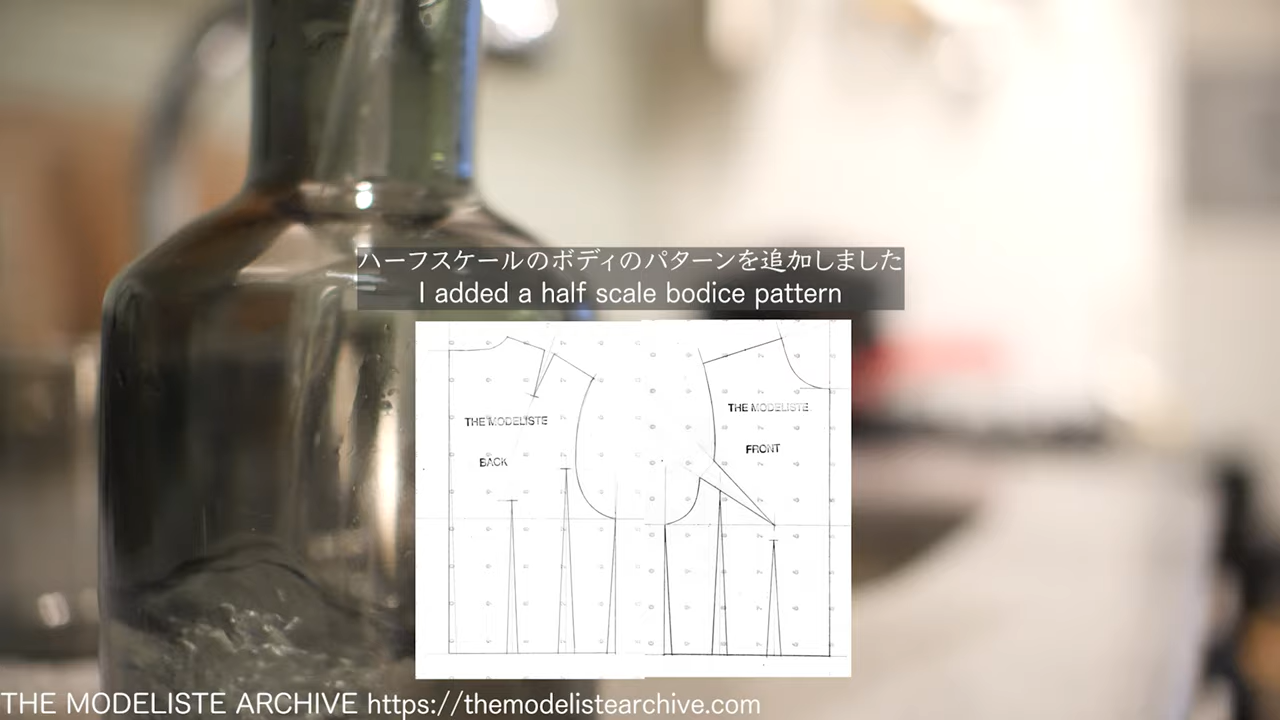 ハーフスケールのボディのパターンを追加しました
I added a half scale bodice pattern
THE MODELISTE
BACK
THE MODELISTE
FRONT
THE MODELISTE ARCHIVE https://themodelistearchive.com